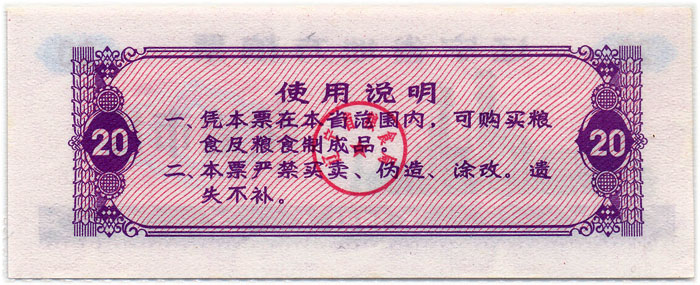 使用说明
20
一、凭本票在本省范围内，可购买粮
食及粮食制成品。
二、本票严禁买卖、伪造、涂改。遗
失不补。
20